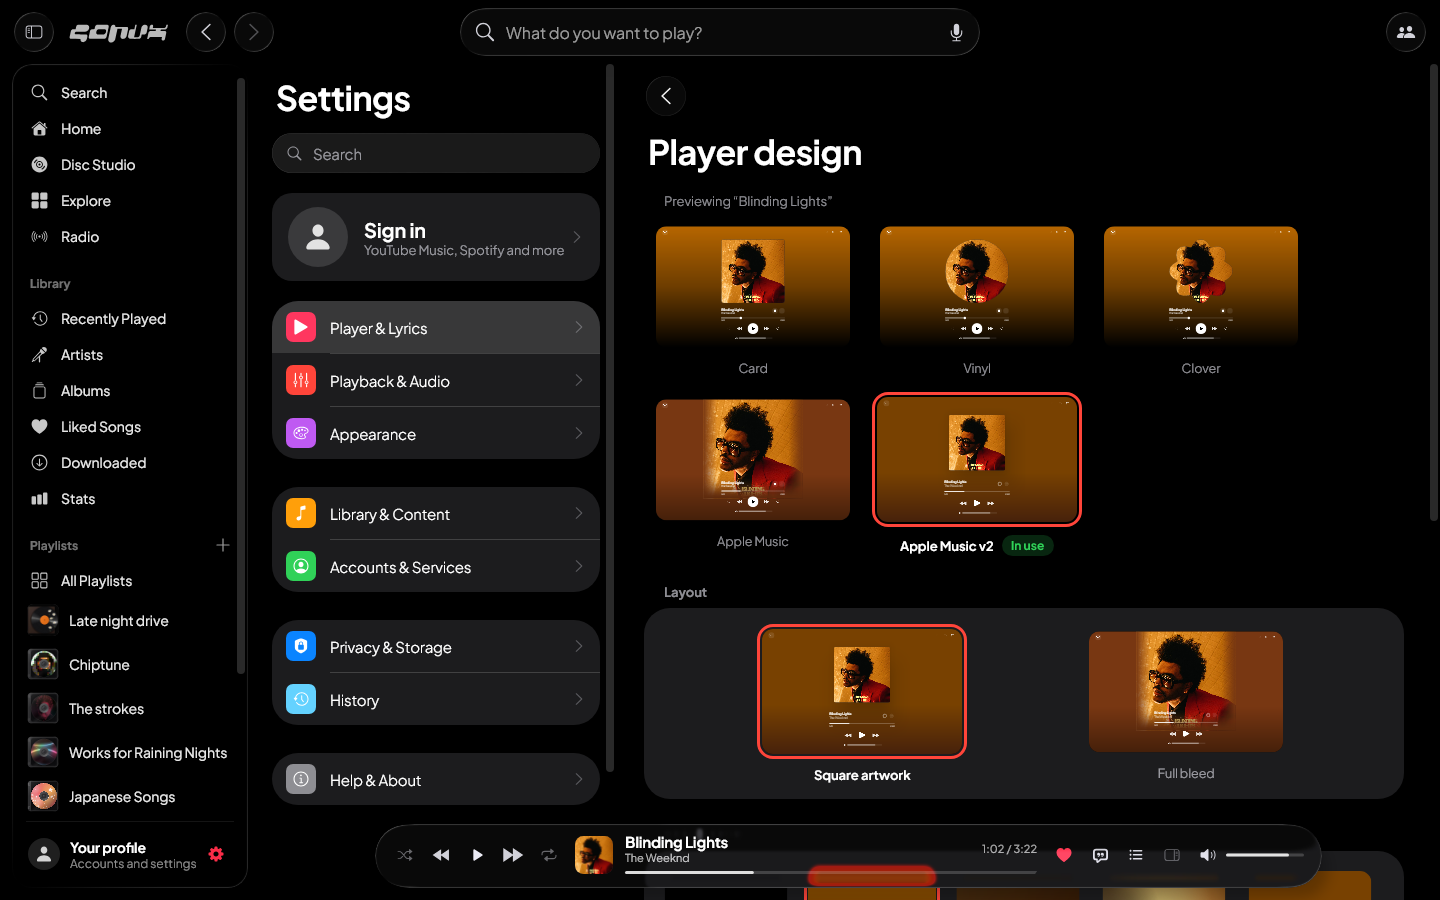 What do you want to play?
Search
Home
Disc Studio
Explore
Radio
Library
Recently Played
Artists
Albums
Liked Songs
Downloaded
Stats
Playlists
All Playlists
Late night drive
Chiptune
The strokes
Works for Raining Nights
Japanese Songs
Your profile
Accounts and settings
Settings
Search
Sign in
YouTube Music, Spotify and more
Player & Lyrics
Playback & Audio
Appearance
Library & Content
Accounts & Services
Privacy & Storage
History
Help & About
Player design
Previewing “Blinding Lights”
Card
Vinyl
Clover
Apple Music
Apple Music v2
In use
Layout
Square artwork
Full bleed
Blinding Lights
The Weeknd
1:02 / 3:22